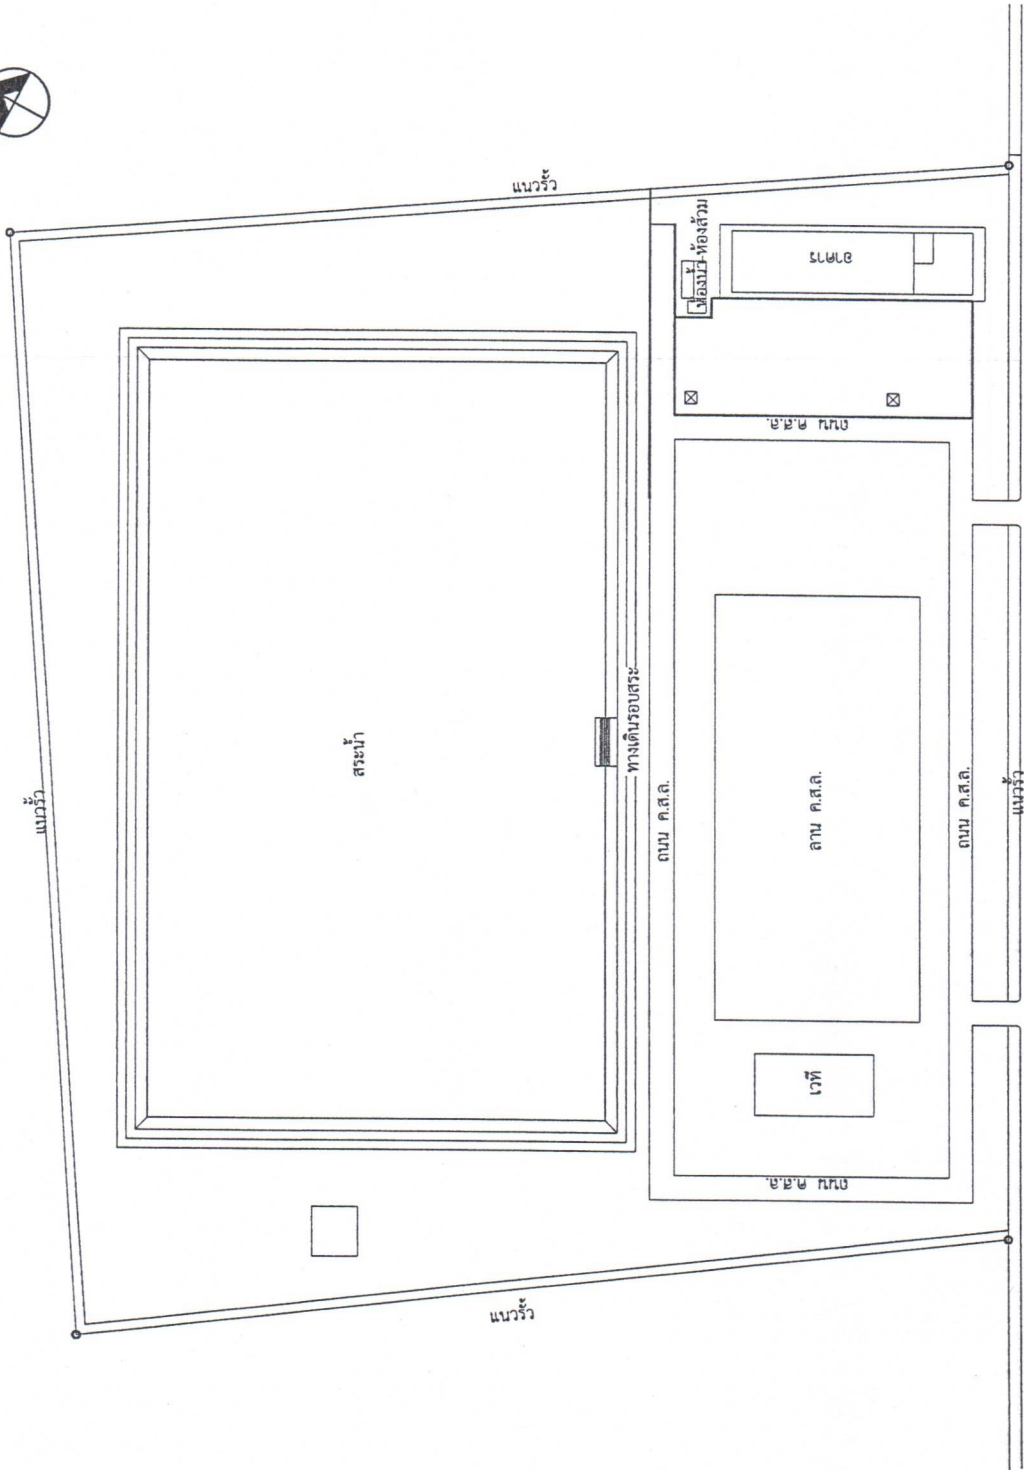 แนวรั้ว
ห้องน้ำ-ห้องส้วม
อาคาร
ถนน ค.ส.ล.
สระน้ำ
ทางเดินรอบสระ
ถนน ค.ส.ล.
ลาน ค.ส.ล.
ถนน ค.ส.ล.
แนวรั้ว
แนวรั้ว
เวที
ถนน ค.ส.ล.
แนวรั้ว